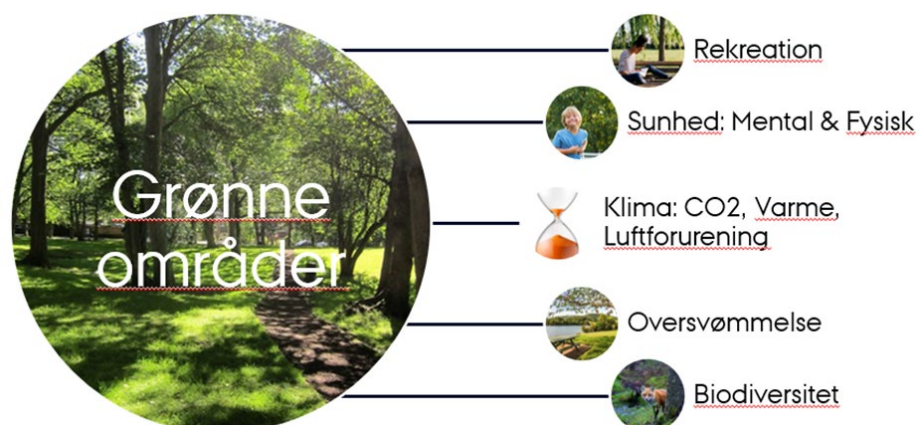 Grønne
områder
Rekreation
Sunhed: Mental & Fysisk
Klima: CO2, Varme,
Luftforurening
Oversvømmelse
Biodiversitet